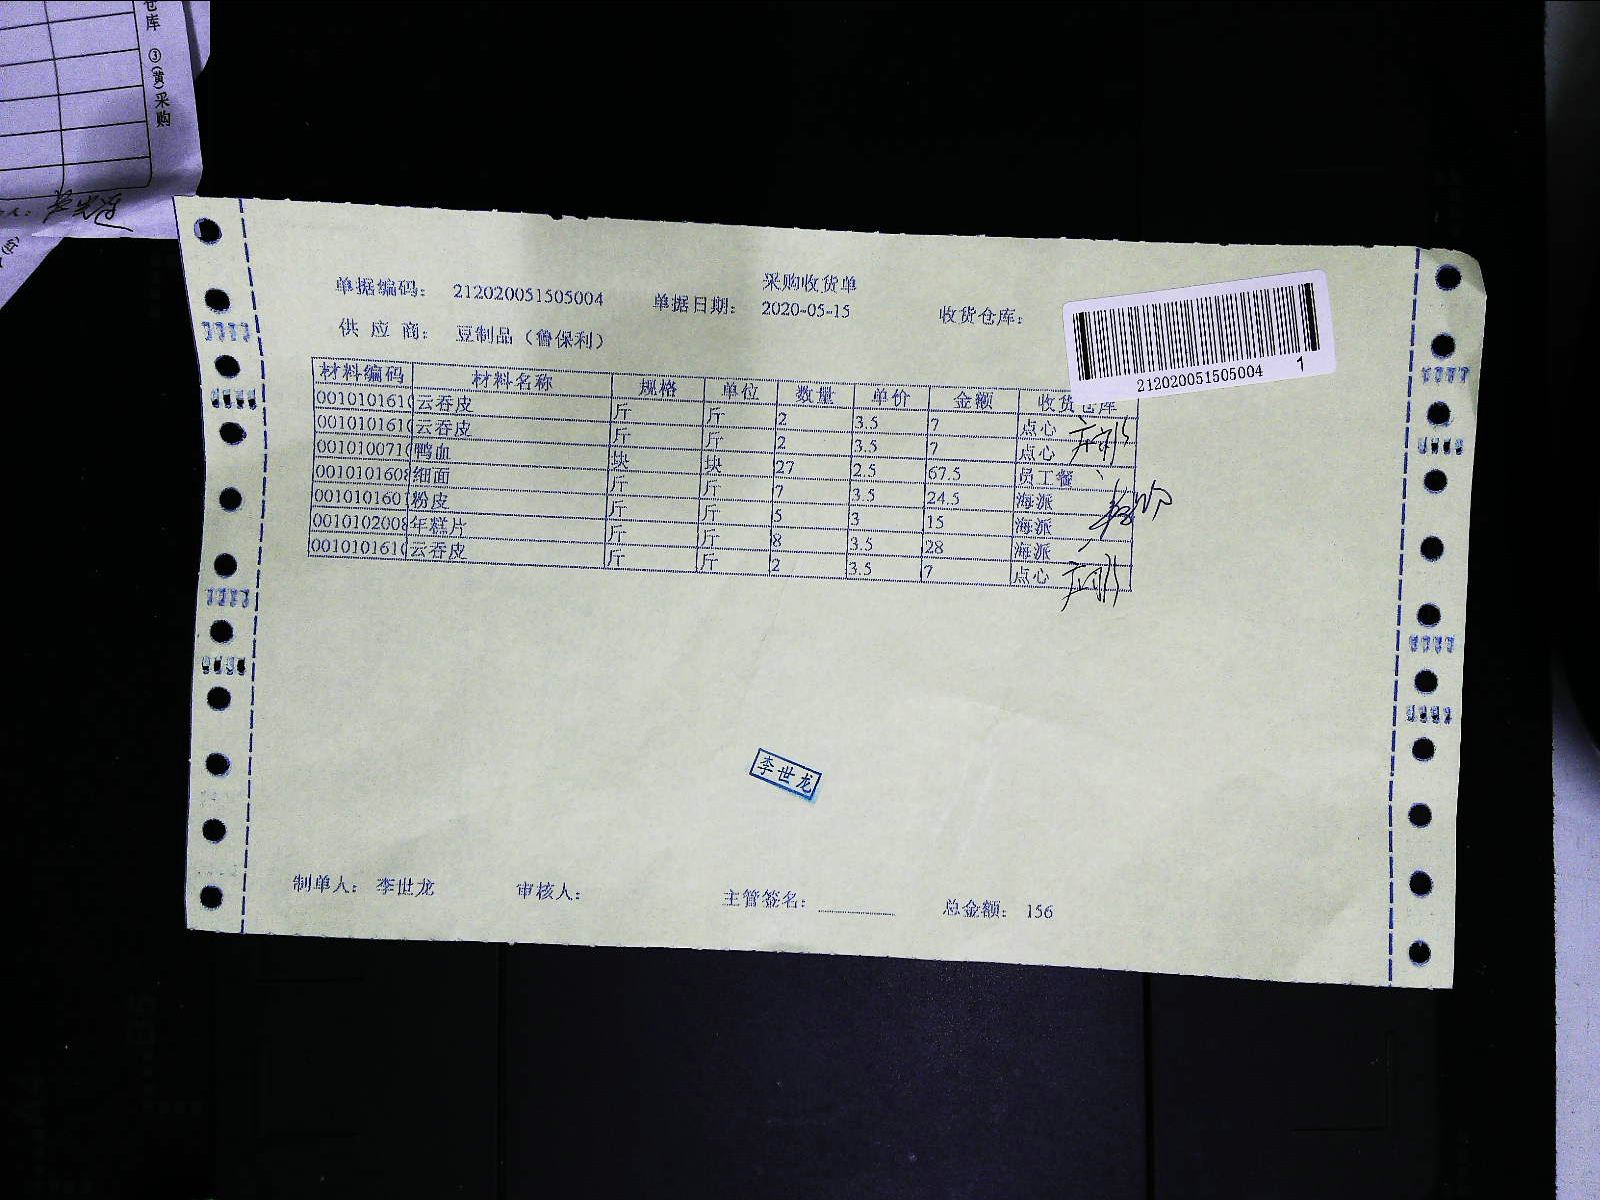 仓库 ③(黄)采购
采购收货单
单据编码： 212020051505004 单据日期： 2020-05-15 收货仓库：
供 应 商： 豆制品（鲁保利）
212020051505004 1
材料编码 材料名称 规格 单位 数量 单价 金额 收货仓库
0010101610 云吞皮 斤 斤 2 3.5 7 点心
0010101610 云吞皮 斤 斤 2 3.5 7 点心
0010100710 鸭血 块 块 27 2.5 67.5 员工餐
0010101608 细面 斤 斤 7 3.5 24.5 海派
0010101607 粉皮 斤 斤 5 3 15 海派
0010102008 年糕片 斤 斤 8 3.5 28 海派
0010101610 云吞皮 斤 斤 2 3.5 7 点心
李世龙
制单人： 李世龙 审核人： 主管签名： 总金额： 156